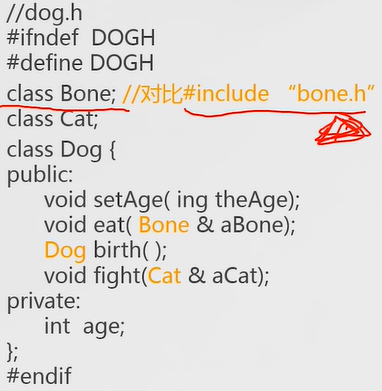 //dog.h
#ifndef DOGH
#define DOGH
class Bone; //对比#include “bone.h”
class Cat;
class Dog {
public:
void setAge( ing theAge);
void eat( Bone & aBone);
Dog birth( );
void fight(Cat & aCat);
private:
int age;
};
#endif